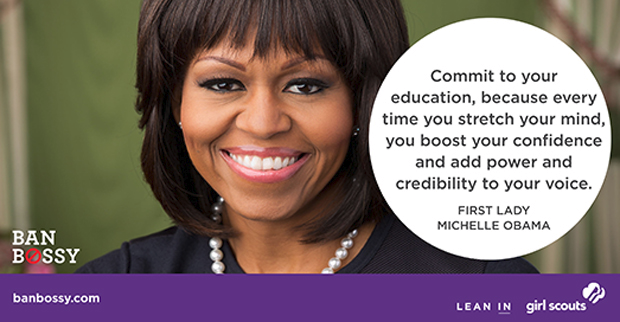 Commit to your
education, because every
time you stretch your mind,
you boost your confidence
and add power and
credibility to your voice.
FIRST LADY
MICHELLE OBAMA
BAN
BOSSY
banbossy.com
LEAN IN
girl scouts